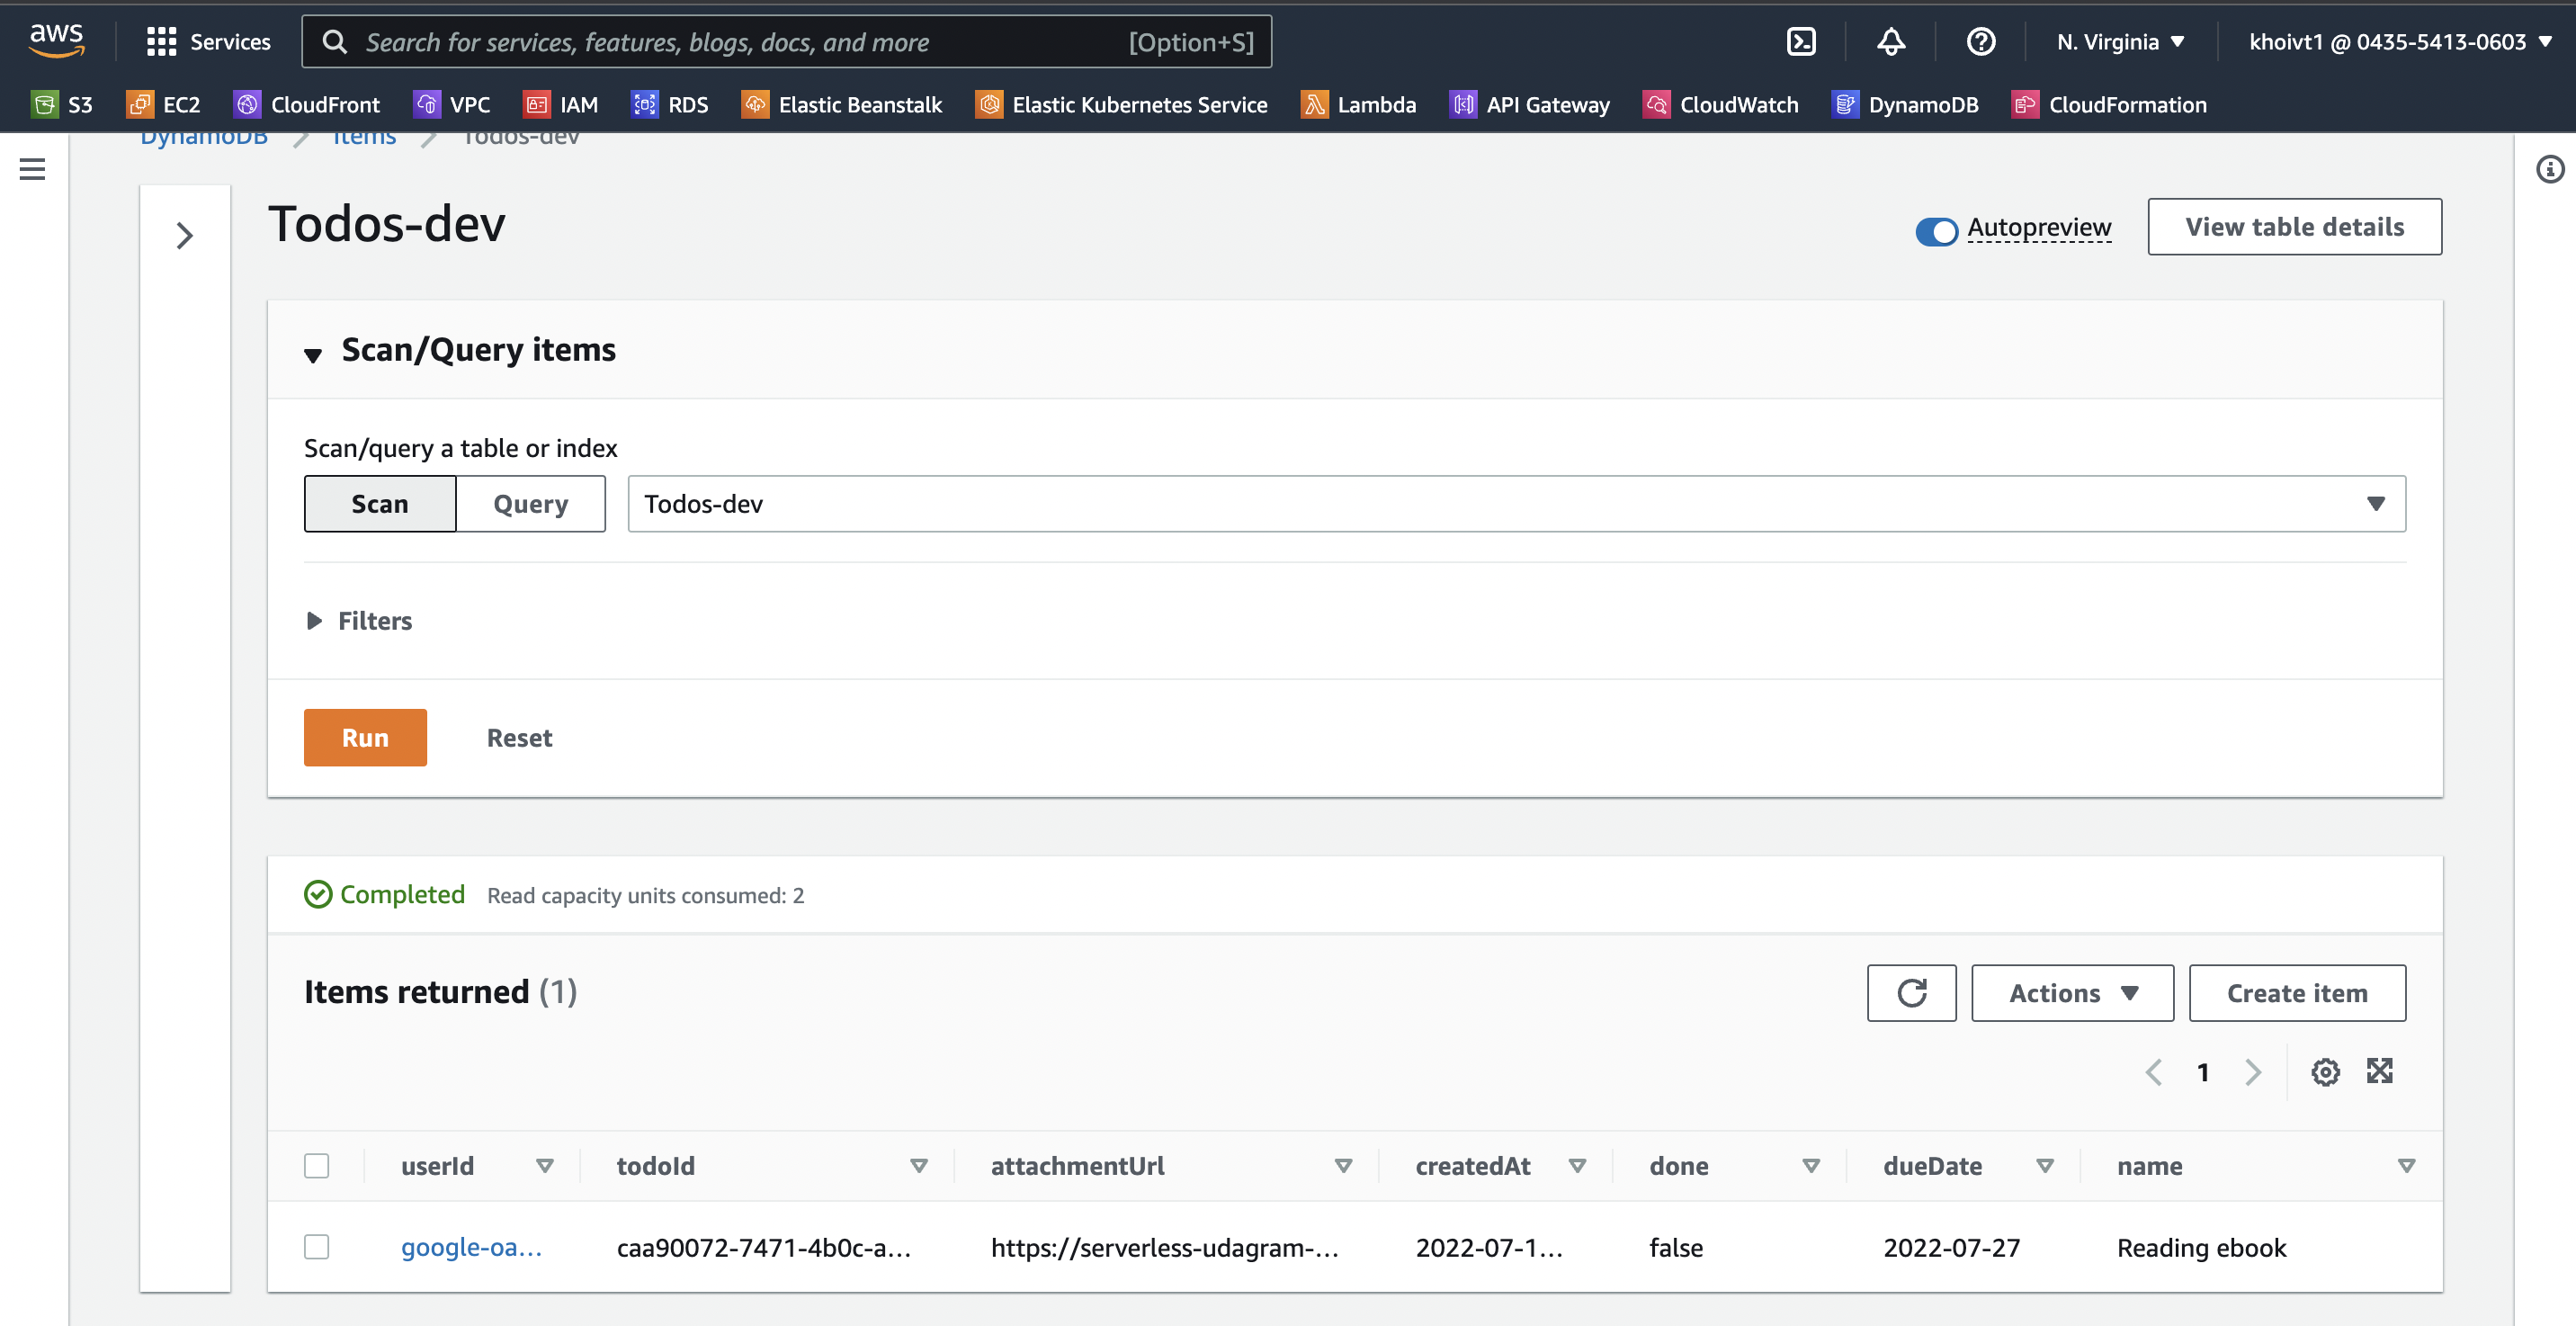 aws Services Search for services, features, blogs, docs, and more [Option+S] N. Virginia khoivt1 @ 0435-5413-0603
S3 EC2 CloudFront VPC IAM RDS Elastic Beanstalk Elastic Kubernetes Service Lambda API Gateway CloudWatch DynamoDB CloudFormation
DynamoDB Items Todos-dev
Todos-dev Autopreview View table details
Scan/Query items
Scan/query a table or index
Scan Query Todos-dev
Filters
Run Reset
Completed Read capacity units consumed: 2
Items returned (1) Actions Create item
1
userId todoId attachmentUrl createdAt done dueDate name
google-oa... caa90072-7471-4b0c-a... https://serverless-udagram-... 2022-07-1... false 2022-07-27 Reading ebook